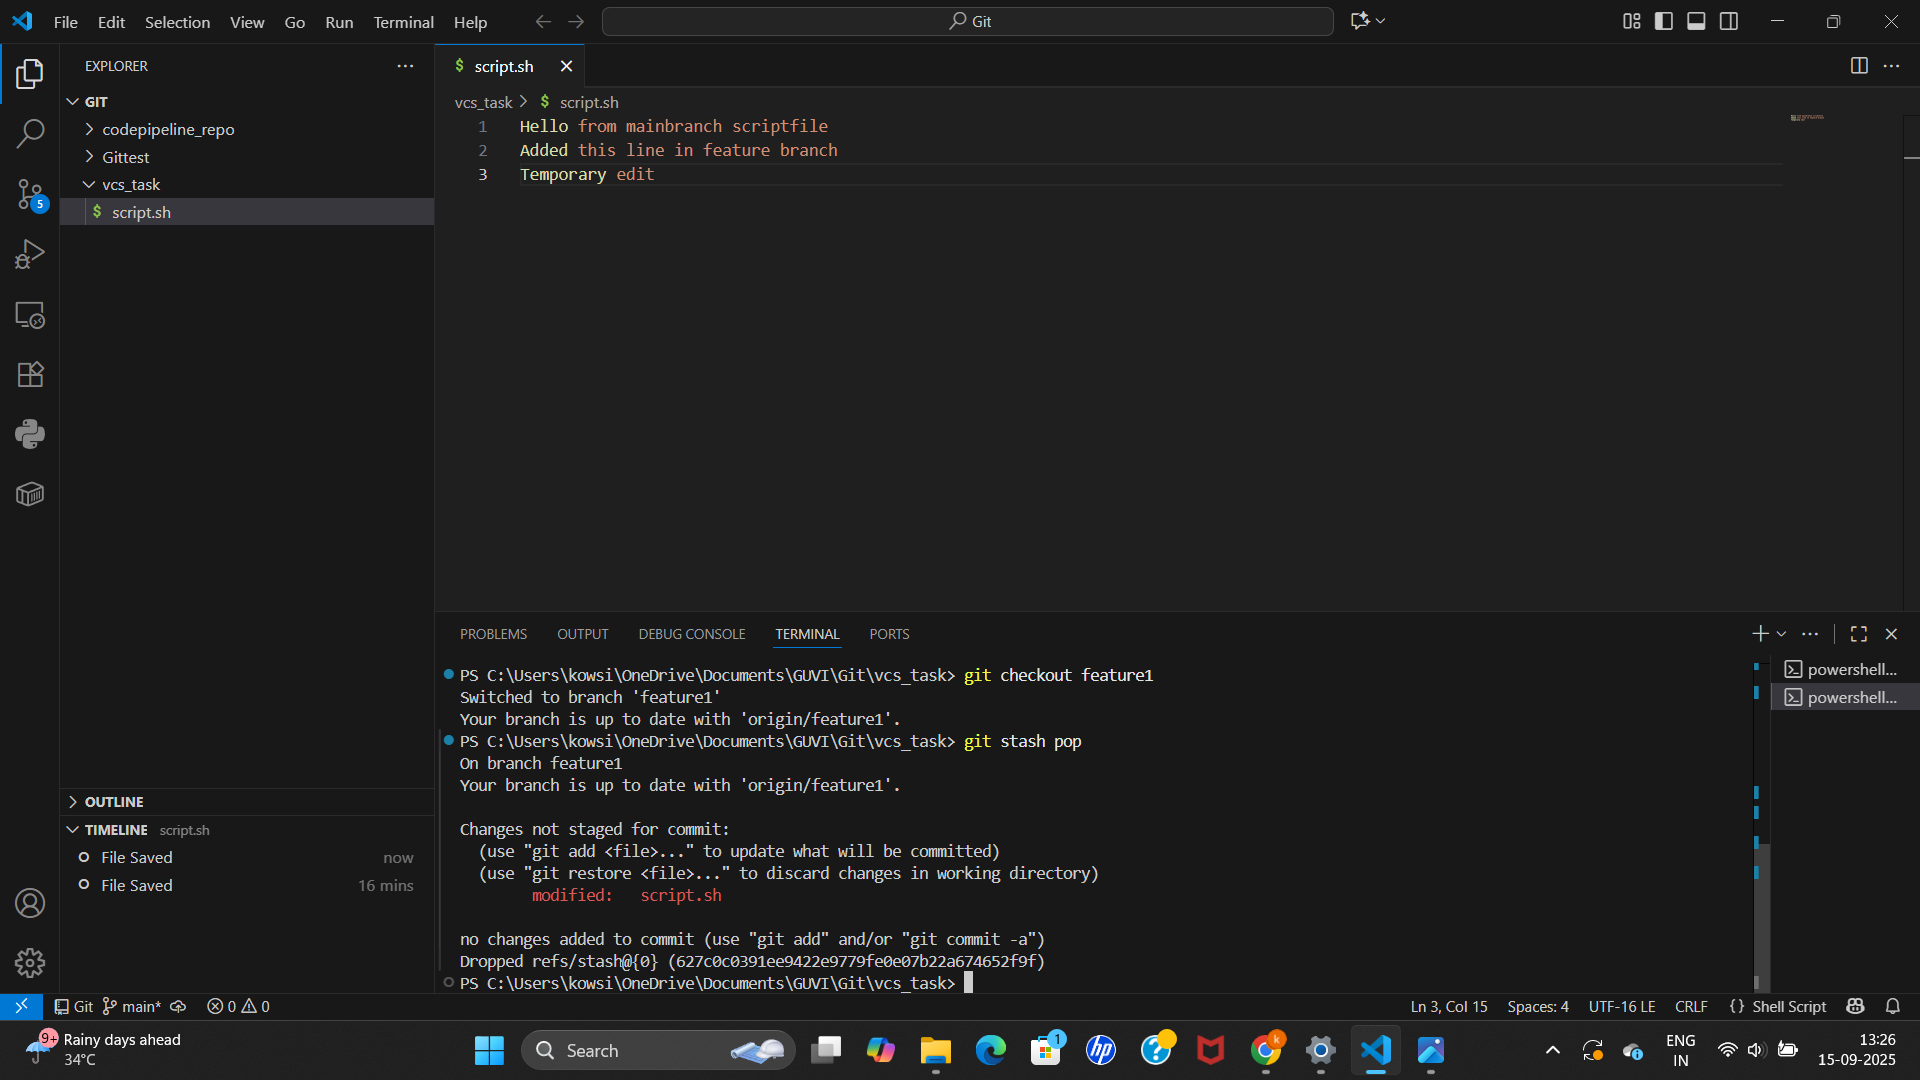 File Edit Selection View Go Run Terminal Help
Git
EXPLORER
GIT
codepipeline_repo
Gittest
vcs_task
script.sh
5
OUTLINE
TIMELINE script.sh
File Saved now
File Saved 16 mins
script.sh
vcs_task > script.sh
1 Hello from mainbranch scriptfile
2 Added this line in feature branch
3 Temporary edit
PROBLEMS OUTPUT DEBUG CONSOLE TERMINAL PORTS
PS C:\Users\kowsi\OneDrive\Documents\GUVI\Git\vcs_task> git checkout feature1
Switched to branch 'feature1'
Your branch is up to date with 'origin/feature1'.
PS C:\Users\kowsi\OneDrive\Documents\GUVI\Git\vcs_task> git stash pop
On branch feature1
Your branch is up to date with 'origin/feature1'.
Changes not staged for commit:
(use "git add <file>..." to update what will be committed)
(use "git restore <file>..." to discard changes in working directory)
modified: script.sh
no changes added to commit (use "git add" and/or "git commit -a")
Dropped refs/stash@{0} (627c0c0391ee9422e9779fe0e07b22a674652f9f)
PS C:\Users\kowsi\OneDrive\Documents\GUVI\Git\vcs_task>
powershell...
powershell...
Git main* 0 0
Ln 3, Col 15 Spaces: 4 UTF-16 LE CRLF {} Shell Script
9+
Rainy days ahead
34°C
Search
1
hp
k
ENG
IN
13:26
15-09-2025